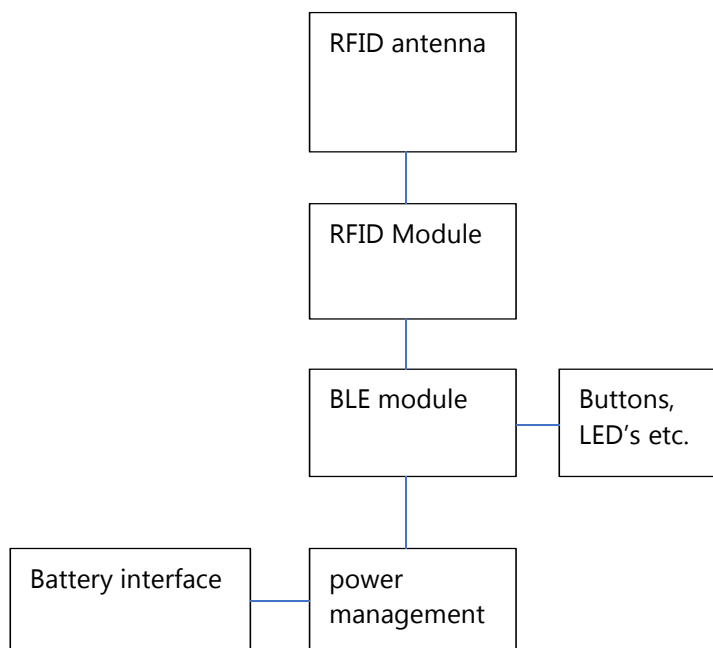 RFID antenna
RFID Module
BLE module
Buttons,
LED’s etc.
Battery interface
power
management